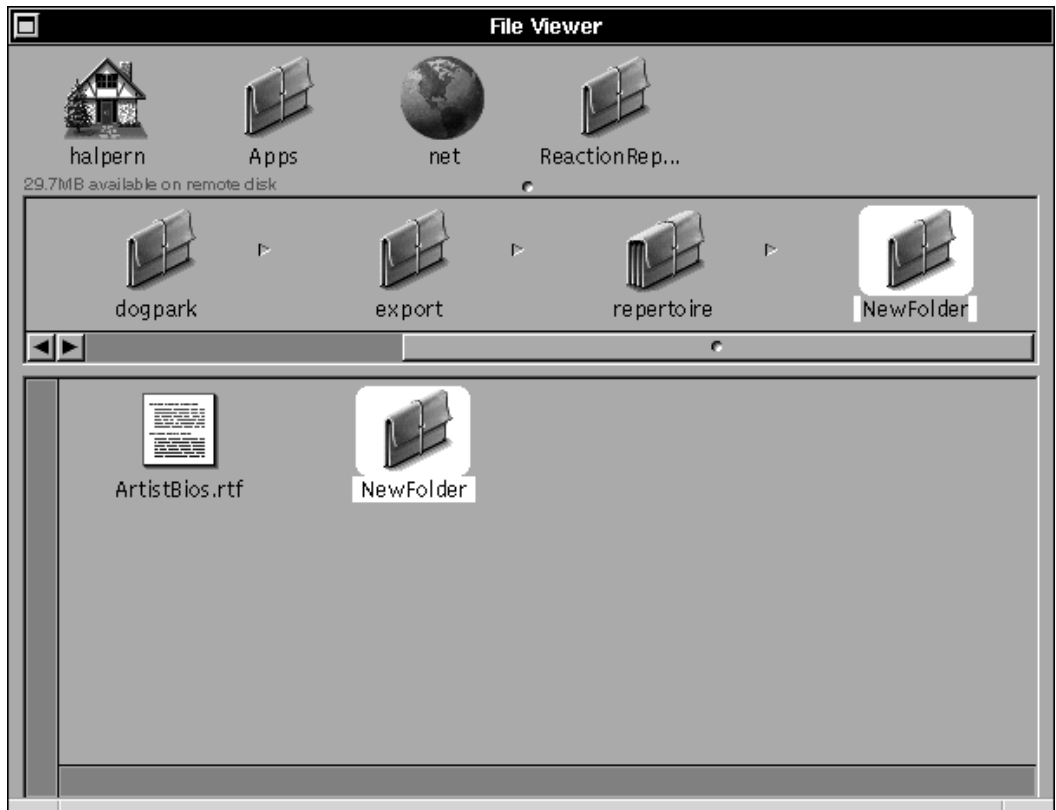 File Viewer
halpern Apps net ReactionRep...
29.7MB available on remote disk
dogpark export repertoire NewFolder
ArtistBios.rtf NewFolder